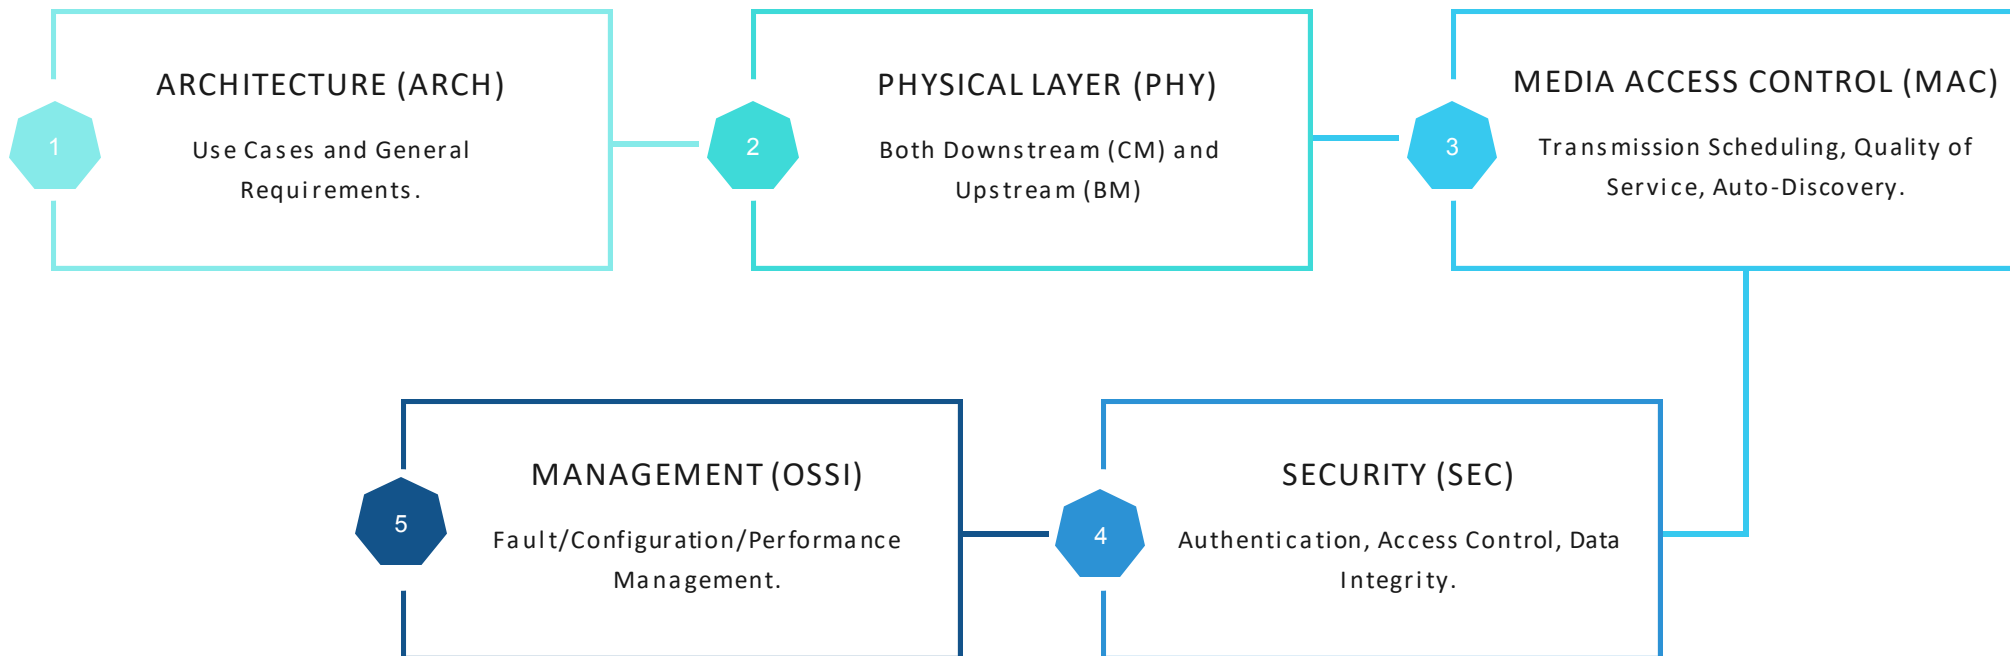 1
ARCHITECTURE (ARCH)
Use Cases and General
Requirements.
2
PHYSICAL LAYER (PHY)
Both Downstream (CM) and
Upstream (BM)
3
MEDIA ACCESS CONTROL (MAC)
Transmission Scheduling, Quality of
Service, Auto-Discovery.
4
SECURITY (SEC)
Authentication, Access Control, Data
Integrity.
5
MANAGEMENT (OSSI)
Fault/Configuration/Performance
Management.